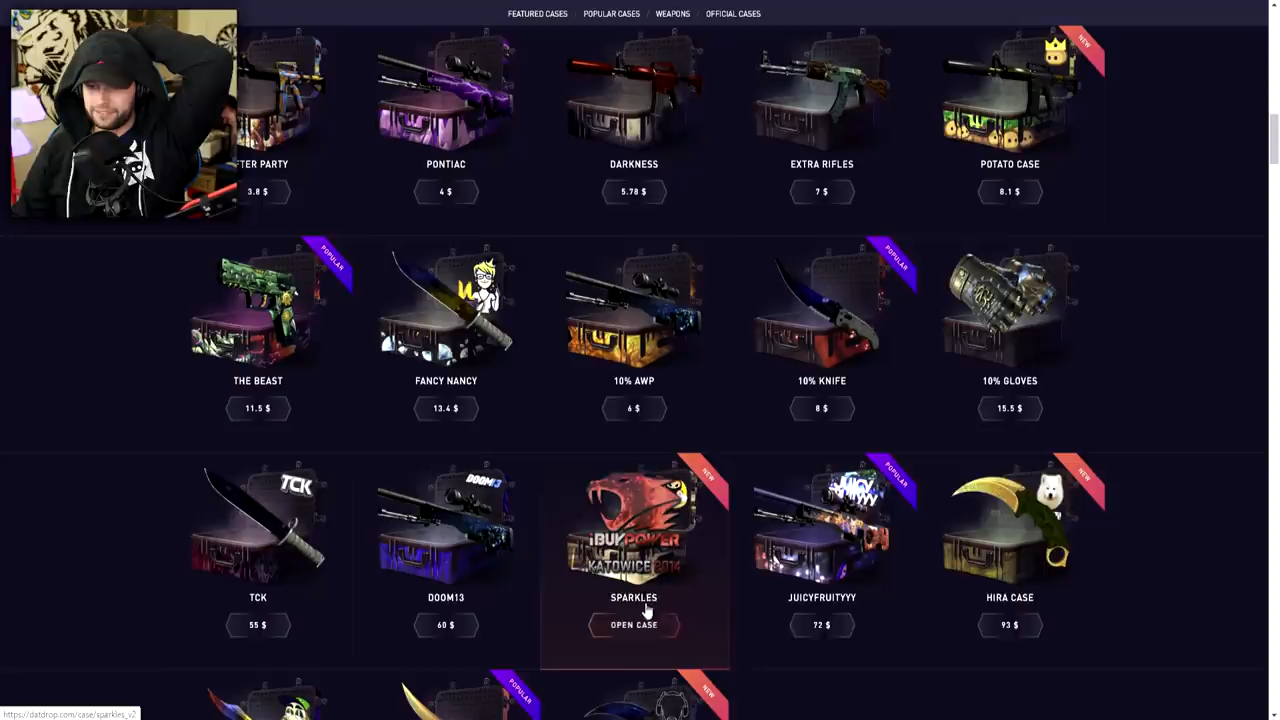 FEATURED CASES / POPULAR CASES / WEAPONS / OFFICIAL CASES
NEW
TER PARTY
PONTIAC
DARKNESS
EXTRA RIFLES
POTATO CASE
3.8 $
4 $
5.78 $
7 $
8.1 $
POPULAR
POPULAR
THE BEAST
FANCY NANCY
10% AWP
10% KNIFE
10% GLOVES
11.5 $
13.4 $
6 $
8 $
15.5 $
TCK
DOOM13
NEW
iBUYPOWER
KATOWICE 2014
POPULAR
JUICY
YYYY
NEW
TCK
DOOM13
SPARKLES
JUICYFRUITYYY
HIRA CASE
55 $
60 $
OPEN CASE
72 $
93 $
POPULAR
NEW
https://datdrop.com/case/sparkles_v2